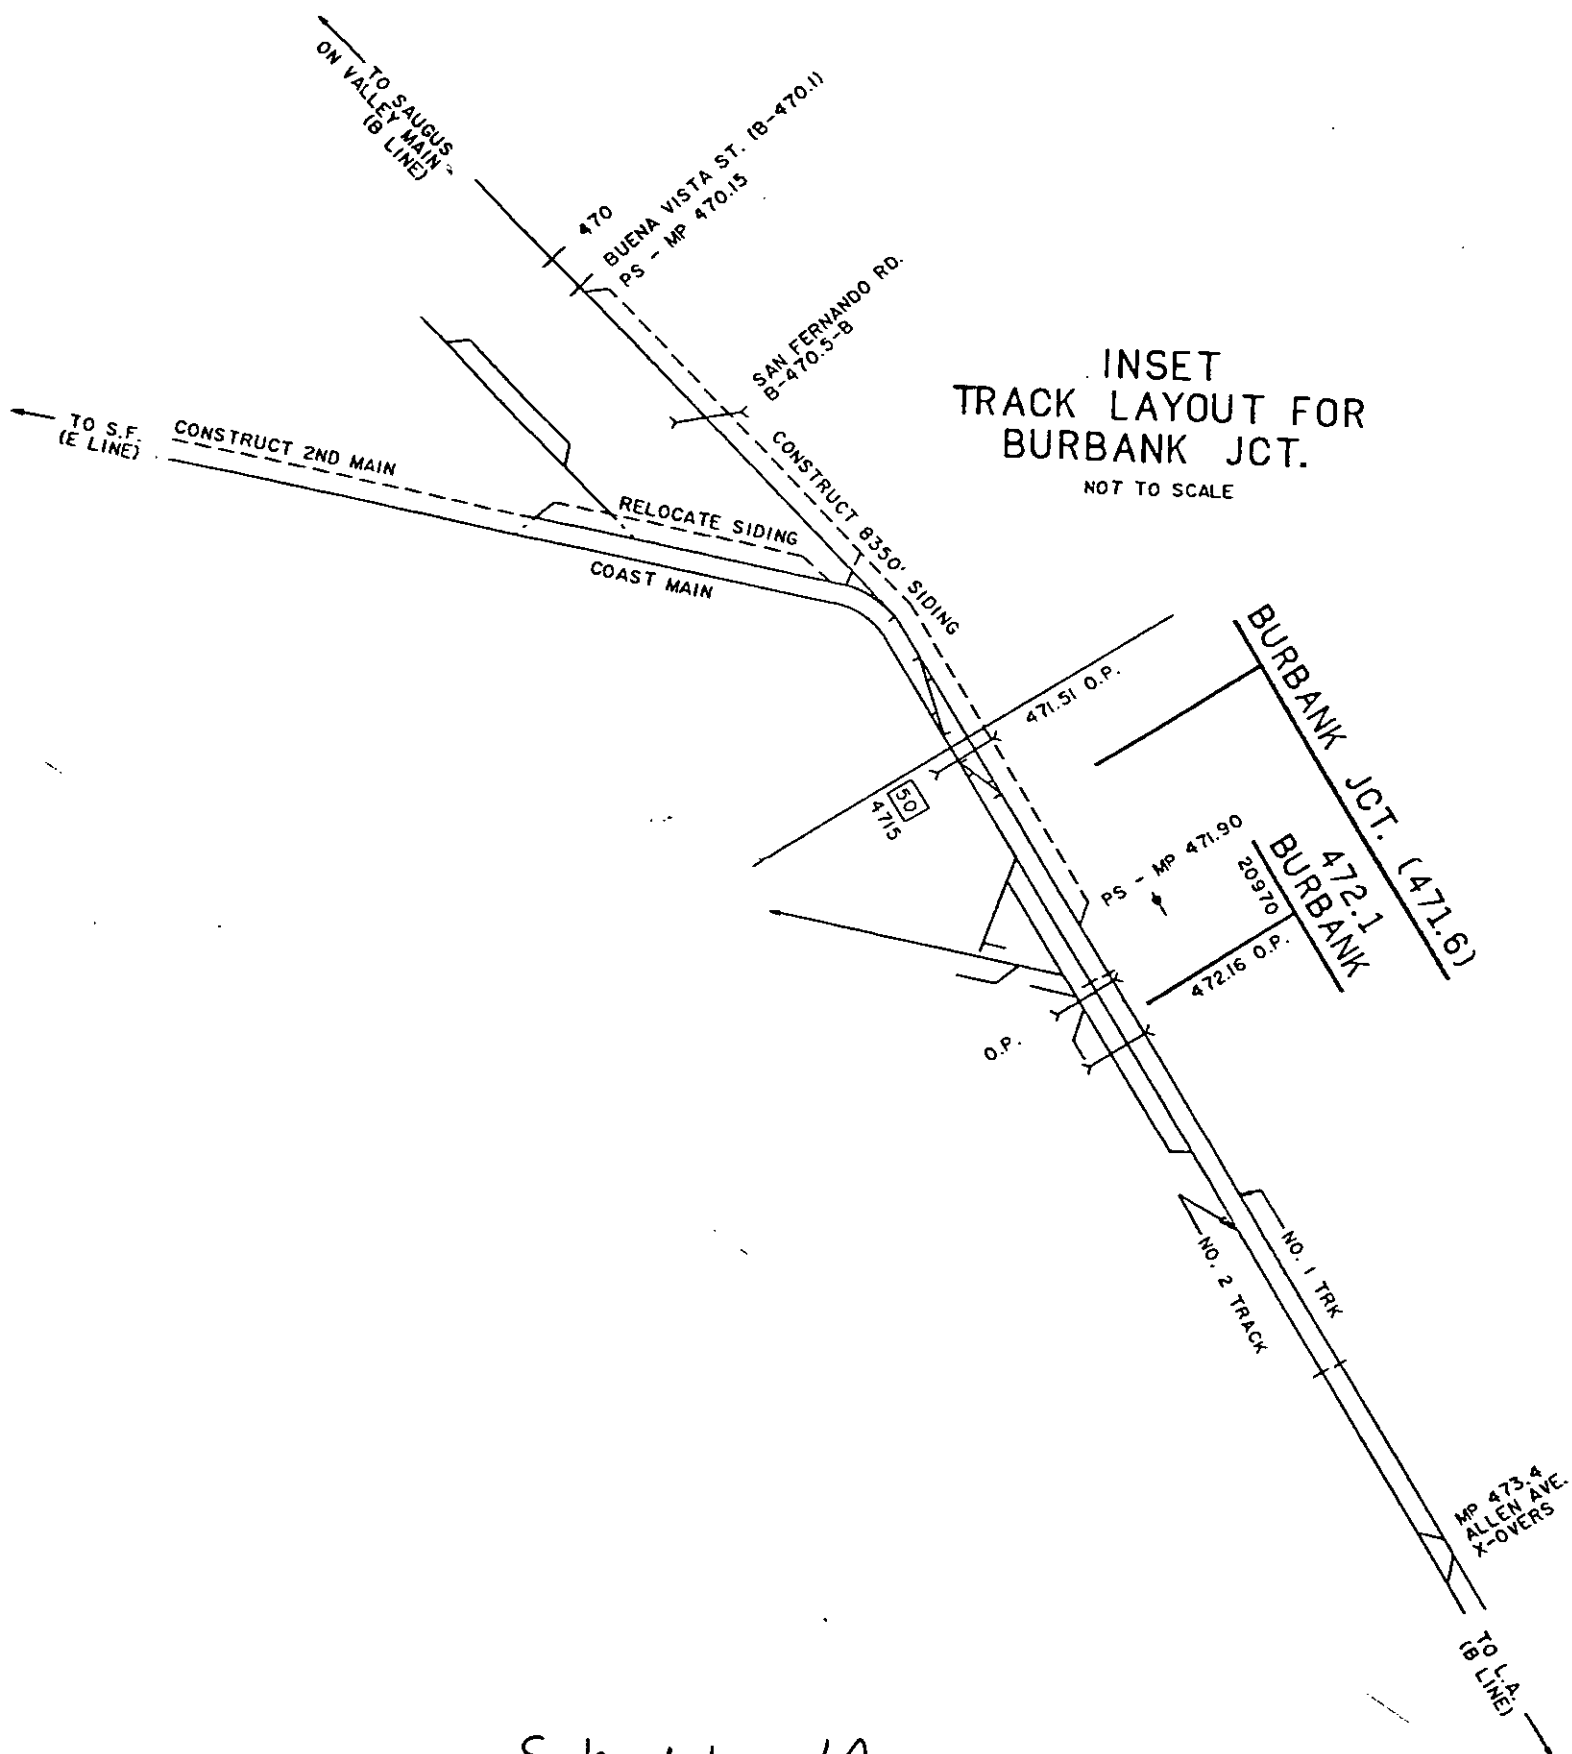 TO SAUGUS
ON VALLEY MAIN
(B LINE)
470
BUENA VISTA ST. (B-470.1)
PS - MP 470.15
SAN FERNANDO RD.
B-470.5-B
INSET
TRACK LAYOUT FOR
BURBANK JCT.
NOT TO SCALE
TO S.F.
(E LINE)
CONSTRUCT 2ND MAIN
RELOCATE SIDING
COAST MAIN
CONSTRUCT 8350' SIDING
471.51 O.P.
50
4715
BURBANK JCT. (471.6)
PS - MP 471.90
472.1
BURBANK
20970
472.16 O.P.
O.P.
NO. 1 TRK
NO. 2 TRACK
MP 473.4
ALLEN AVE.
X-OVERS
TO L.A.
(B LINE)